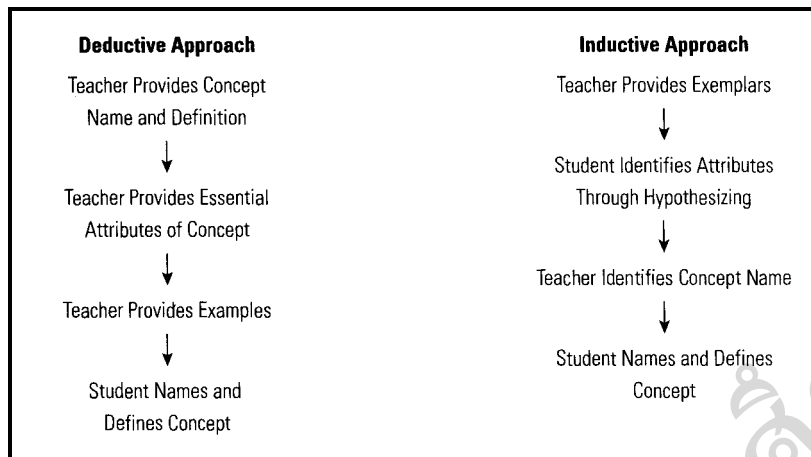 Deductive Approach
Teacher Provides Concept
Name and Definition
Teacher Provides Essential
Attributes of Concept
Teacher Provides Examples
Student Names and
Defines Concept
Inductive Approach
Teacher Provides Exemplars
Student Identifies Attributes
Through Hypothesizing
Teacher Identifies Concept Name
Student Names and Defines
Concept